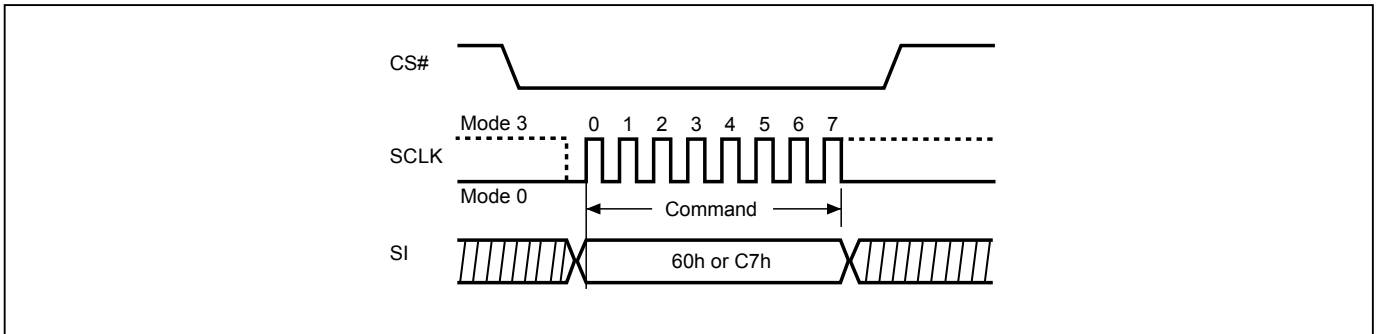 CS#
Mode 3
0 1 2 3 4 5 6 7
SCLK
Mode 0
Command
SI
60h or C7h